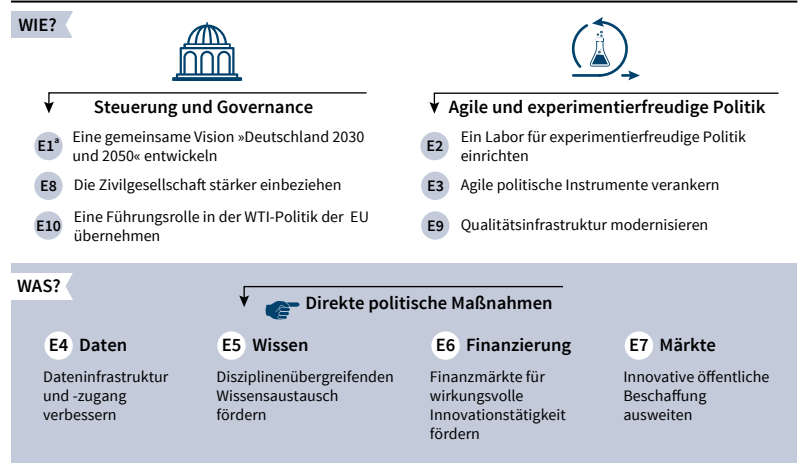 WIE?
Steuerung und Governance
E1ª Eine gemeinsame Vision »Deutschland 2030
und 2050« entwickeln
E8 Die Zivilgesellschaft stärker einbeziehen
E10 Eine Führungsrolle in der WTI-Politik der EU
übernehmen
Agile und experimentierfreudige Politik
E2 Ein Labor für experimentierfreudige Politik
einrichten
E3 Agile politische Instrumente verankern
E9 Qualitätsinfrastruktur modernisieren
WAS?
Direkte politische Maßnahmen
E4 Daten
Dateninfrastruktur
und -zugang
verbessern
E5 Wissen
Disziplinenübergreifenden
Wissensaustausch
fördern
E6 Finanzierung
Finanzmärkte für
wirkungsvolle
Innovationstätigkeit
fördern
E7 Märkte
Innovative öffentliche
Beschaffung
ausweiten